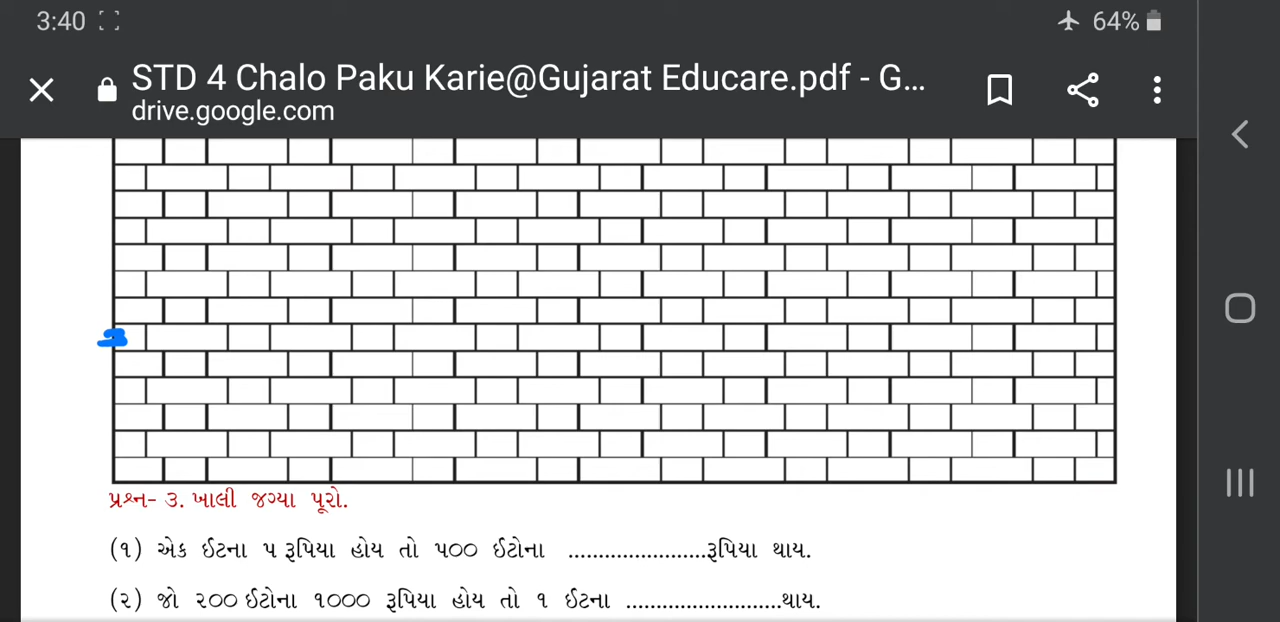 3:40
64%
STD 4 Chalo Paku Karie@Gujarat Educare.pdf - G...
drive.google.com
પ્રશ્ન- ૩. ખાલી જગ્યા પૂરો.
(૧) એક ઈંટના ૫ રૂપિયા હોય તો ૫૦૦ ઈંટોના .......................રૂપિયા થાય.
(૨) જો ૨૦૦ ઈંટોના ૧૦૦૦ રૂપિયા હોય તો ૧ ઈંટના .........................થાય.